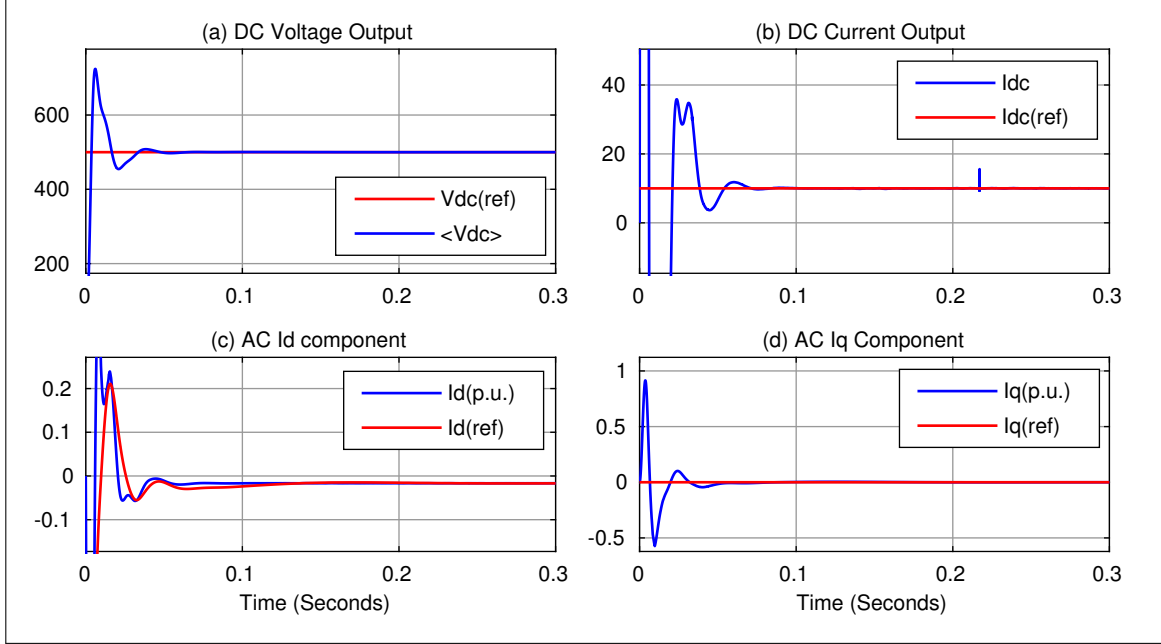 (a) DC Voltage Output
600
400
200
Vdc(ref)
<Vdc>
0
0.1
0.2
0.3
(b) DC Current Output
40
20
0
Idc
Idc(ref)
0
0.1
0.2
0.3
(c) AC Id component
0.2
0.1
0
-0.1
Id(p.u.)
Id(ref)
0
0.1
0.2
0.3
Time (Seconds)
(d) AC Iq Component
1
0.5
0
-0.5
Iq(p.u.)
Iq(ref)
0
0.1
0.2
0.3
Time (Seconds)